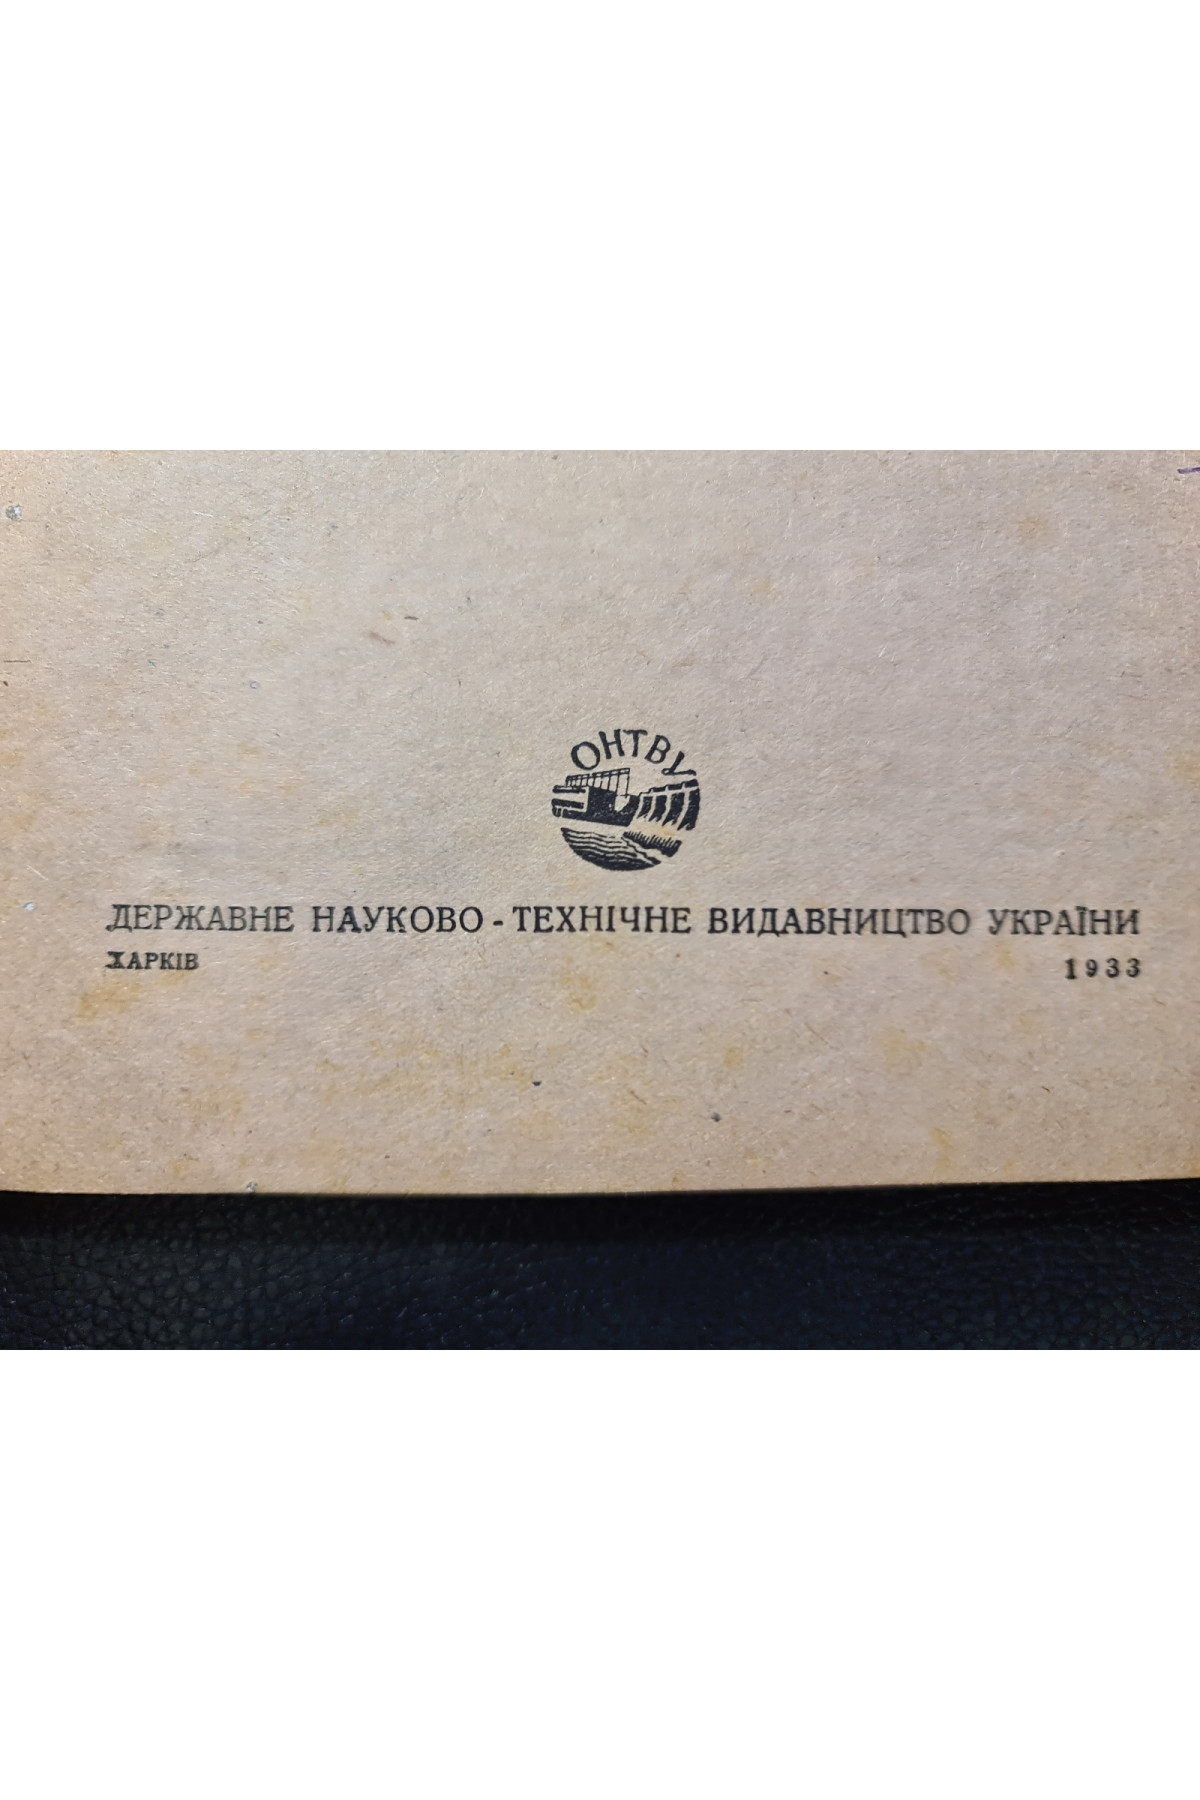 ОНТВУ
ДЕРЖАВНЕ НАУКОВО - ТЕХНІЧНЕ ВИДАВНИЦТВО УКРАЇНИ
ХАРКІВ 1933